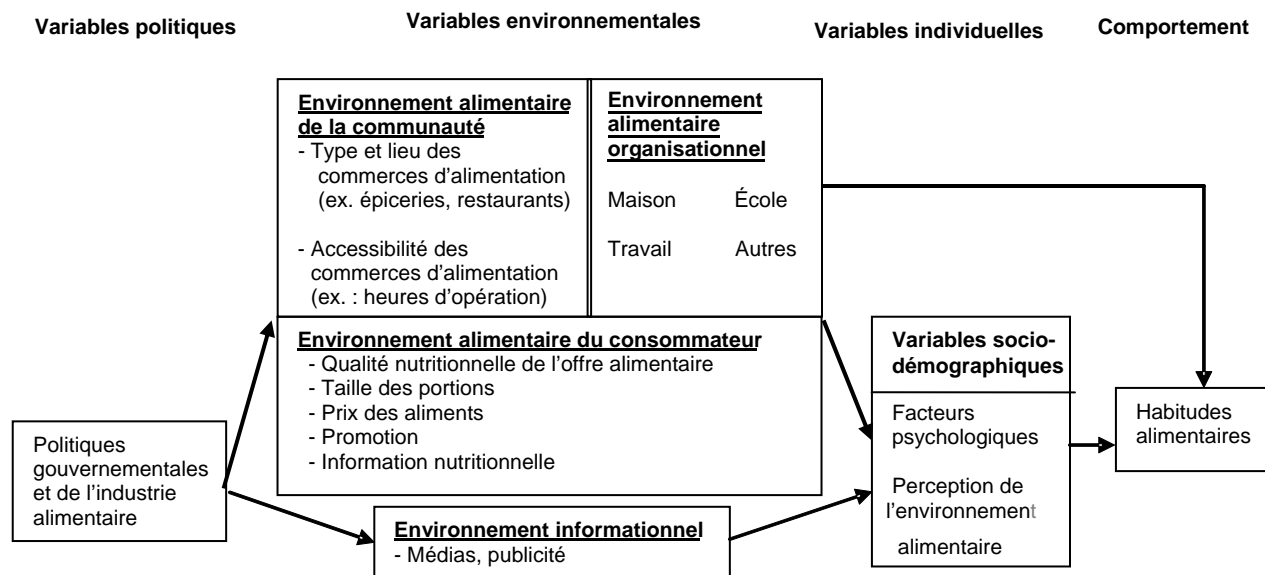 Variables politiques
Variables environnementales
Variables individuelles
Comportement
Environnement alimentaire
de la communauté
- Type et lieu des
commerces d’alimentation
(ex. épiceries, restaurants)
- Accessibilité des
commerces d’alimentation
(ex. : heures d’opération)
Environnement
alimentaire
organisationnel
Maison École
Travail Autres
Environnement alimentaire du consommateur
- Qualité nutritionnelle de l’offre alimentaire
- Taille des portions
- Prix des aliments
- Promotion
- Information nutritionnelle
Politiques
gouvernementales
et de l’industrie
alimentaire
Environnement informationnel
- Médias, publicité
Variables socio-
démographiques
Facteurs
psychologiques
Perception de
l’environnement
alimentaire
Habitudes
alimentaires